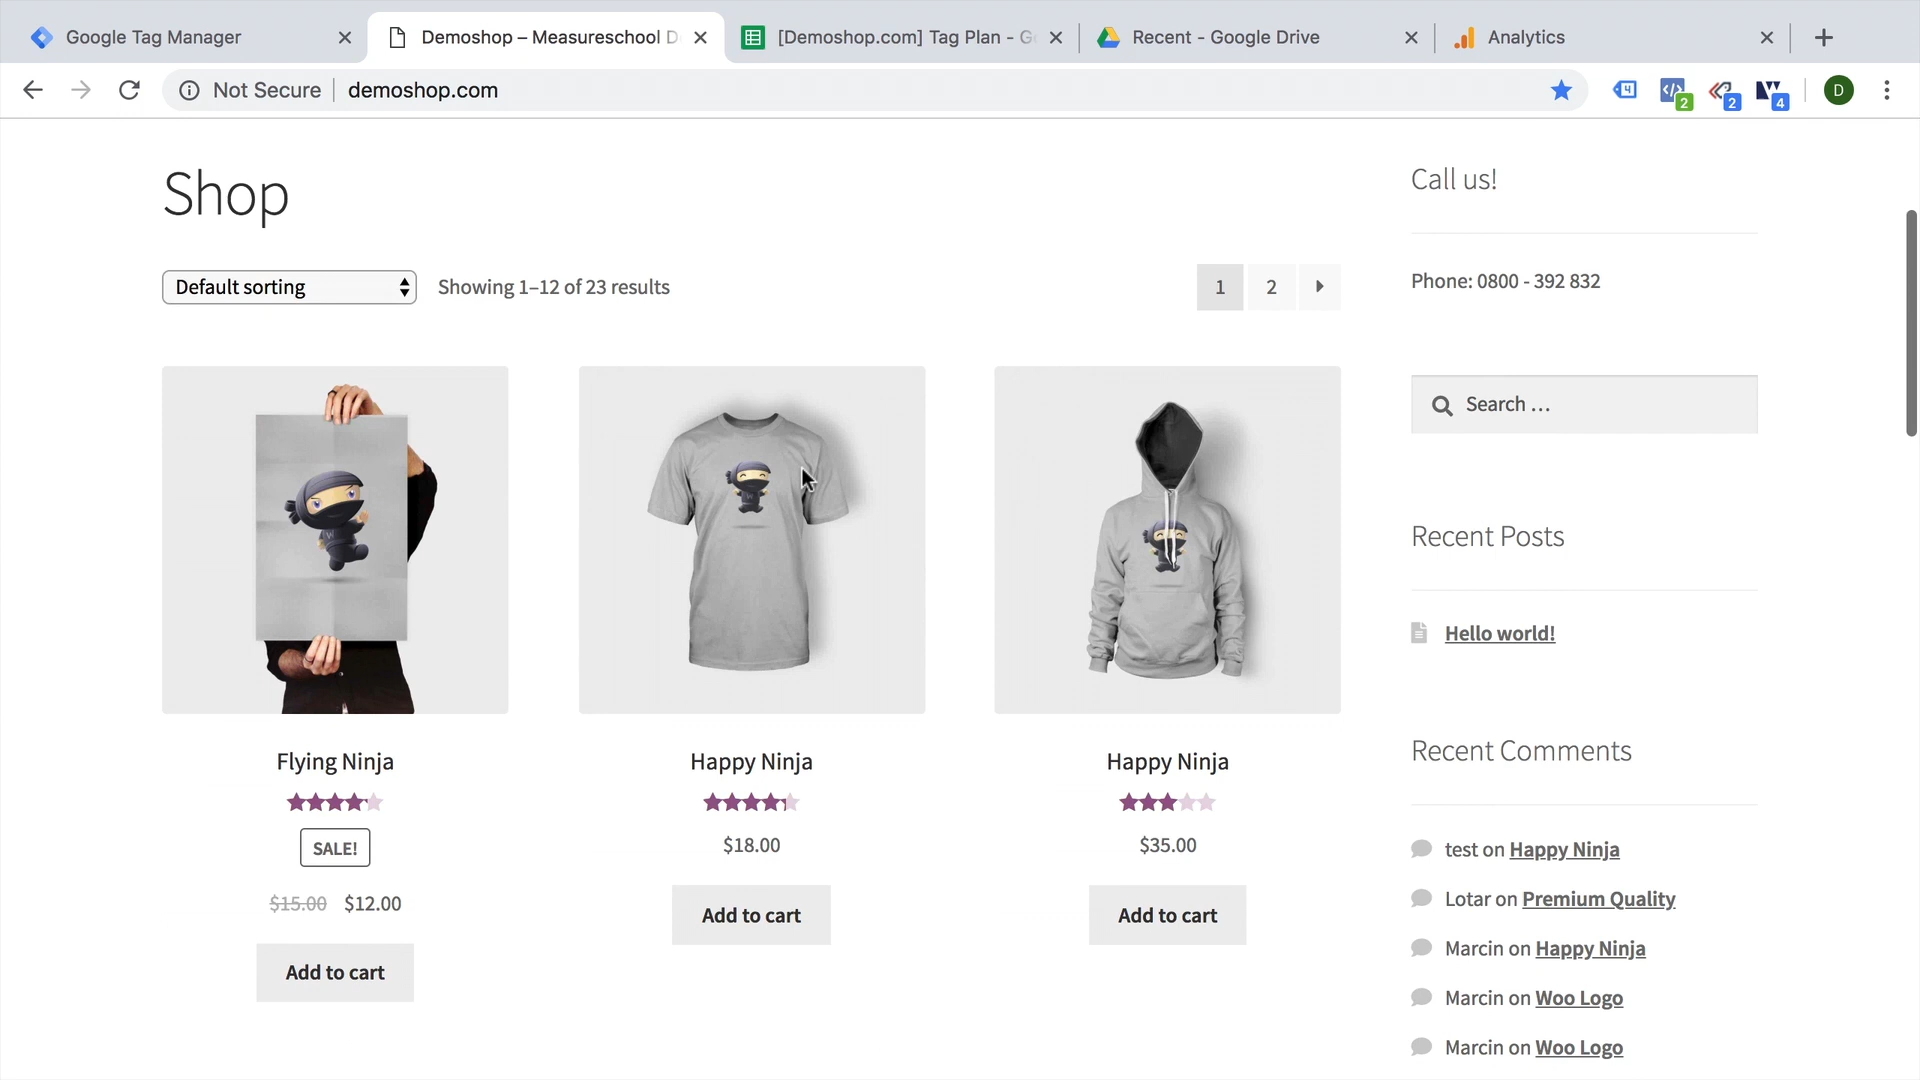 Google Tag Manager
Demoshop – Measureschool D
[Demoshop.com] Tag Plan - G
Recent - Google Drive
Analytics
Not Secure
demoshop.com
4
2
2
4
D
Shop
Default sorting
Showing 1–12 of 23 results
1
2
Flying Ninja
SALE!
$15.00 $12.00
Add to cart
Happy Ninja
$18.00
Add to cart
Happy Ninja
$35.00
Add to cart
Call us!
Phone: 0800 - 392 832
Search …
Recent Posts
Hello world!
Recent Comments
test on Happy Ninja
Lotar on Premium Quality
Marcin on Happy Ninja
Marcin on Woo Logo
Marcin on Woo Logo